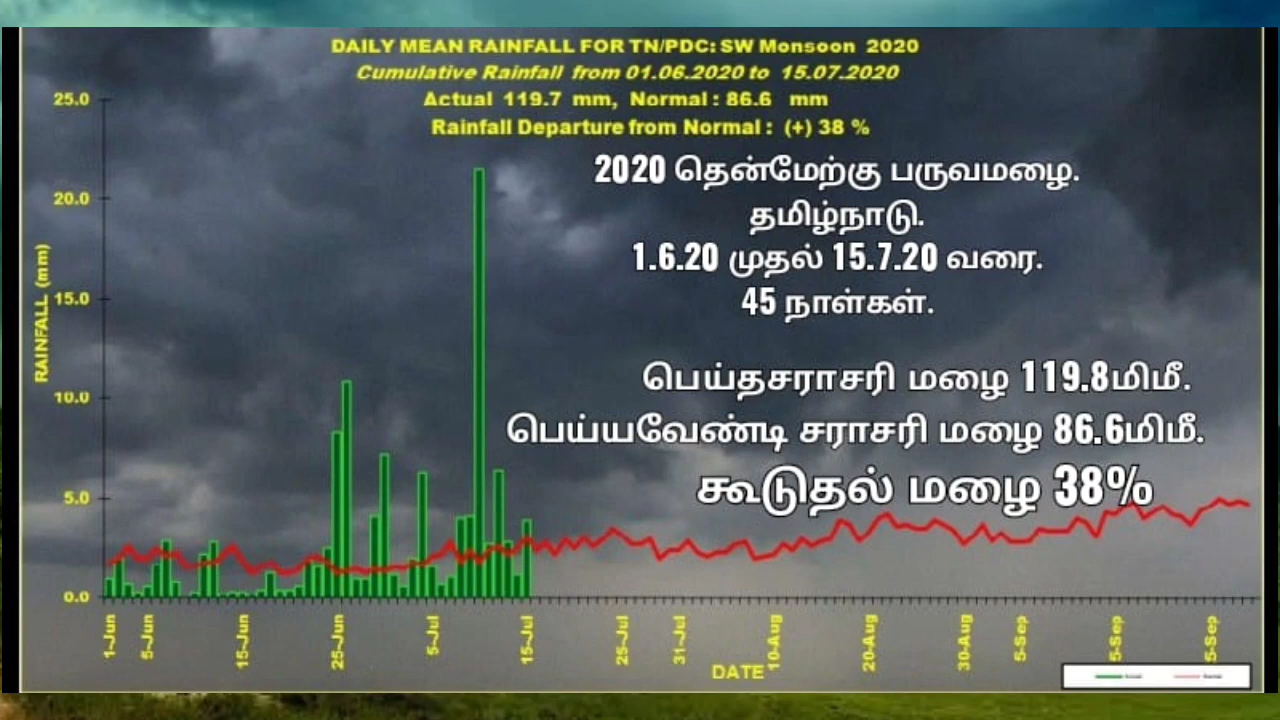 DAILY MEAN RAINFALL FOR TN/PDC: SW Monsoon 2020
Cumulative Rainfall from 01.06.2020 to 15.07.2020
Actual 119.7 mm, Normal : 86.6 mm
Rainfall Departure from Normal : (+) 38 %
2020 தென்மேற்கு பருவமழை.
தமிழ்நாடு.
1.6.20 முதல் 15.7.20 வரை.
45 நாள்கள்.
பெய்தசராசரி மழை 119.8மிமீ.
பெய்யவேண்டி சராசரி மழை 86.6மிமீ.
கூடுதல் மழை 38%
RAINFALL (mm)
25.0
20.0
15.0
10.0
5.0
0.0
1-Jun 5-Jun 15-Jun 25-Jun 5-Jul 15-Jul 25-Jul 31-Jul 10-Aug 20-Aug 30-Aug 5-Sep 5-Sep 5-Sep
DATE